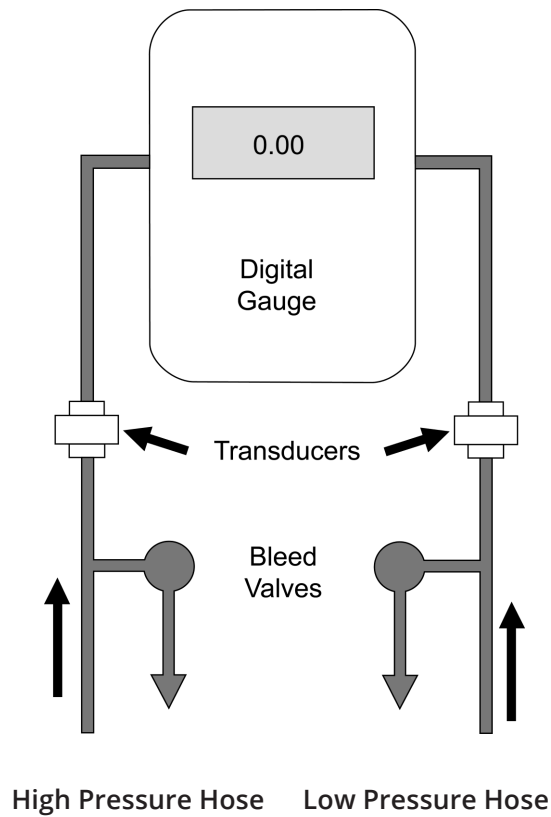 0.00
Digital
Gauge
Transducers
Bleed
Valves
High Pressure Hose
Low Pressure Hose